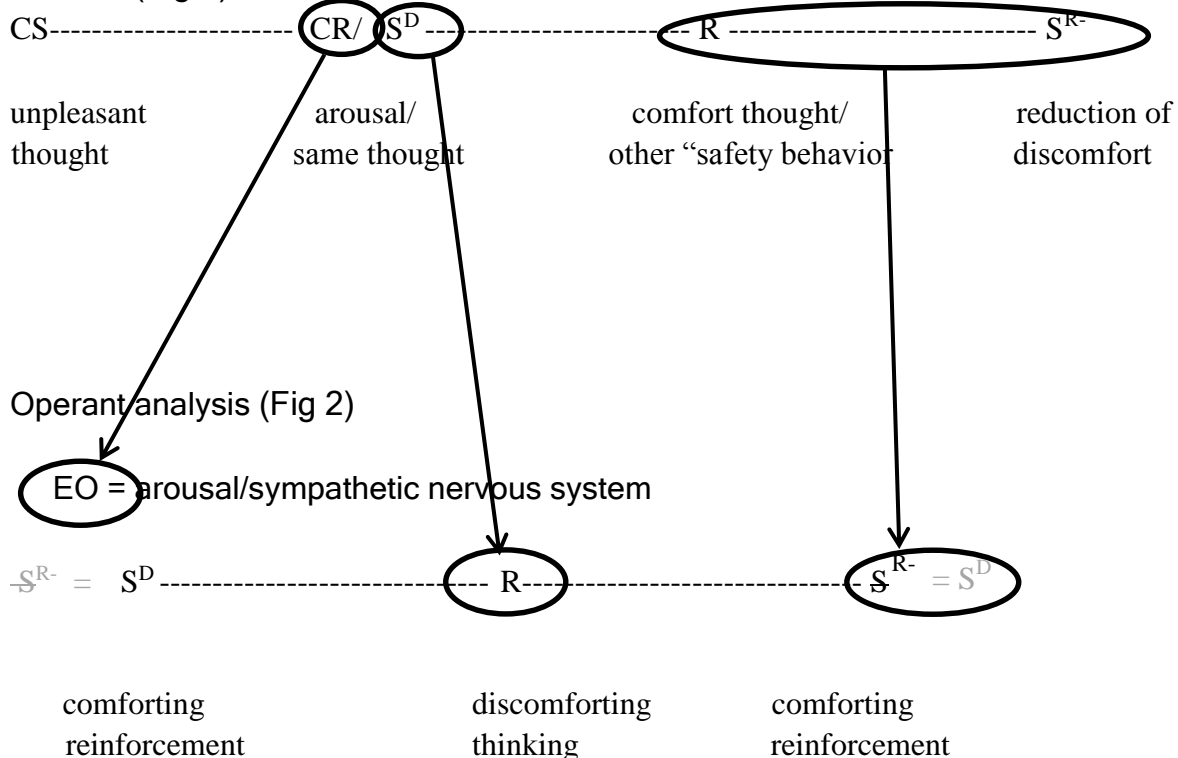 CS----------------------- CR/ S^D ------------------------- R ----------------------------- S^R-
unpleasant arousal/ comfort thought/ reduction of
thought same thought other “safety behavior discomfort
Operant analysis (Fig 2)
EO = arousal/sympathetic nervous system
S^R- = S^D ------------------------------- R-------------------------------- S^R- = S^D
comforting discomforting comforting
reinforcement thinking reinforcement